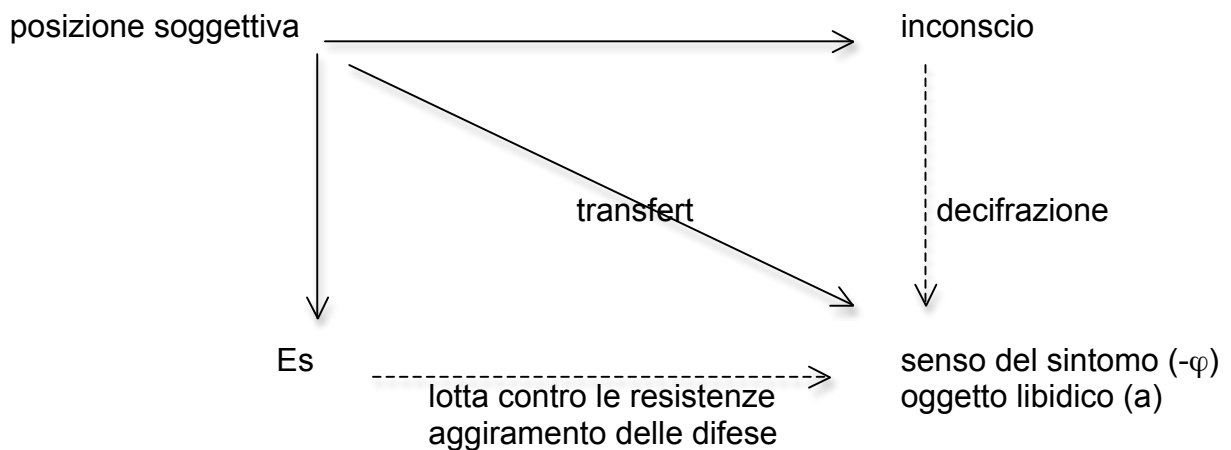 posizione soggettiva
inconscio
transfert
decifrazione
Es
senso del sintomo (-φ)
oggetto libidico (a)
lotta contro le resistenze
aggiramento delle difese